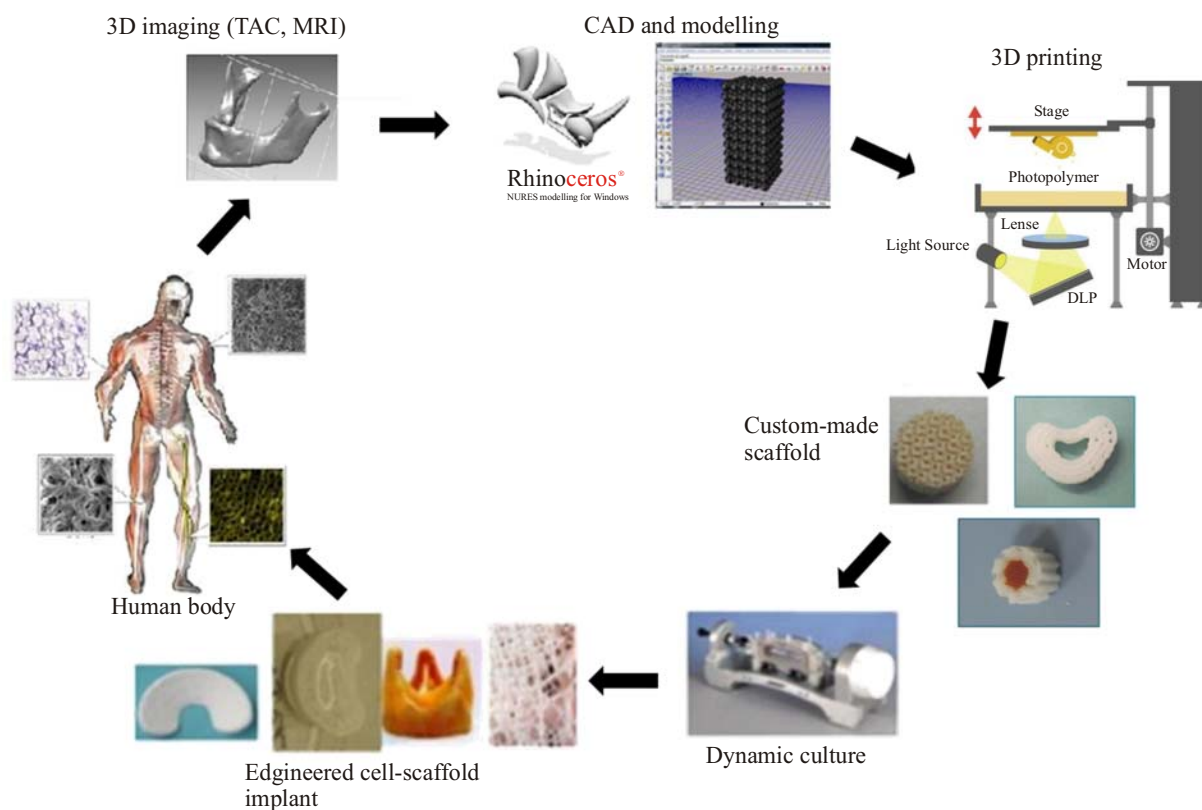 3D imaging (TAC, MRI)
CAD and modelling
3D printing
Rhinoceros®
NURES modelling for Windows
Stage
Photopolymer
Lense
Light Source
Motor
DLP
Custom-made
scaffold
Human body
Dynamic culture
Edgineered cell-scaffold
implant